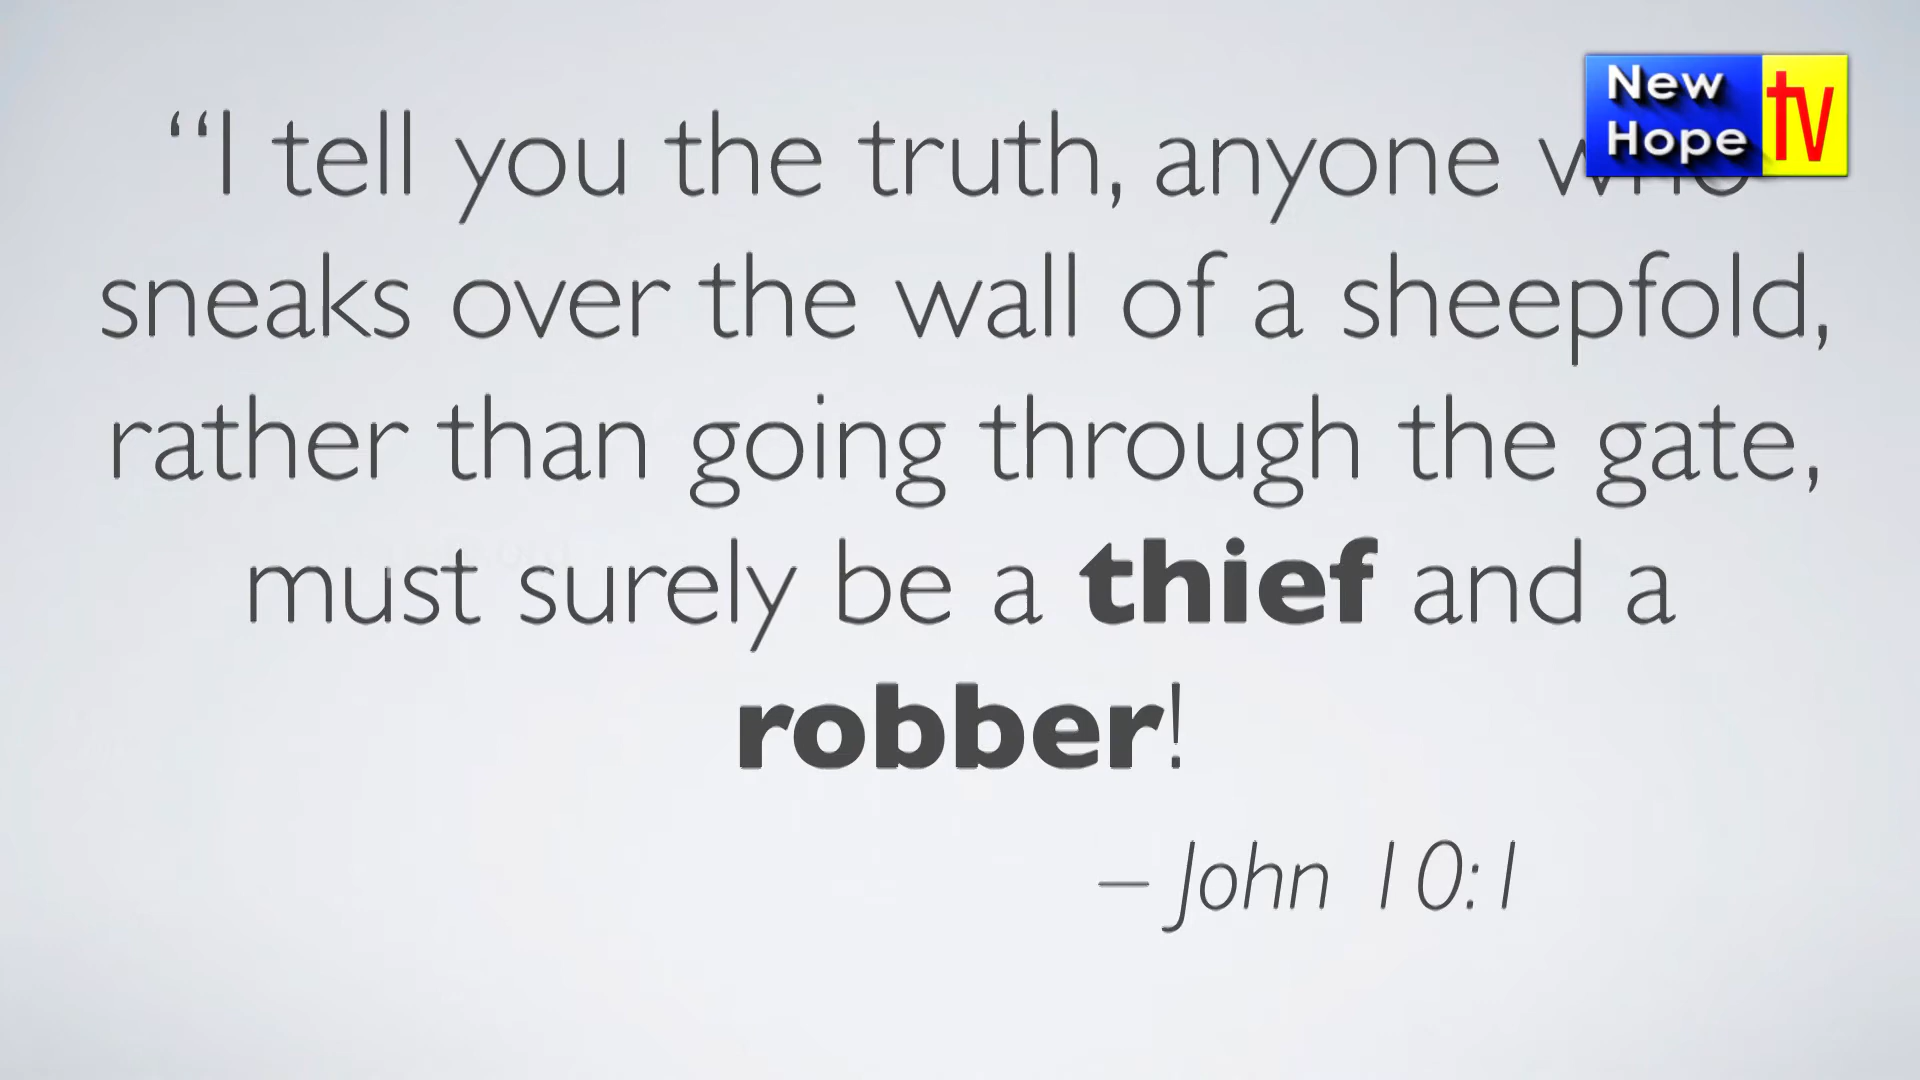 “I tell you the truth, anyone who
sneaks over the wall of a sheepfold,
rather than going through the gate,
must surely be a thief and a
robber!
– John 10:1
New
Hope
tv